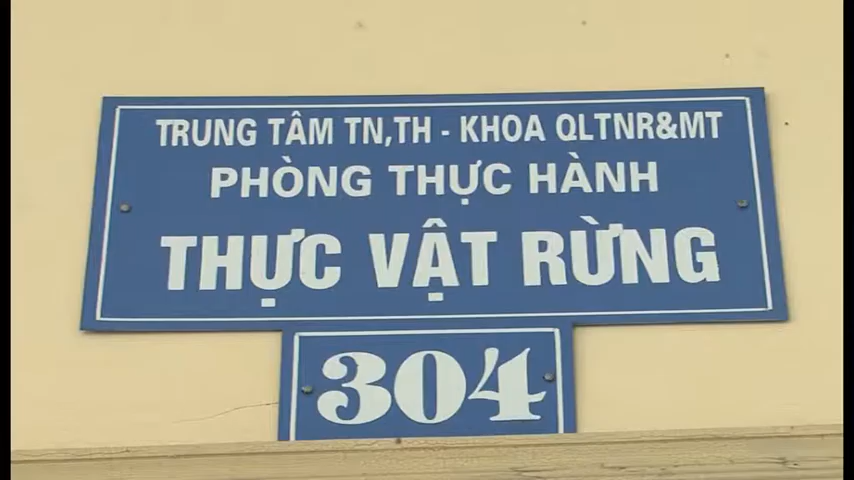 TRUNG TÂM TN,TH - KHOA QLTNR&MT
PHÒNG THỰC HÀNH
THỰC VẬT RỪNG
304